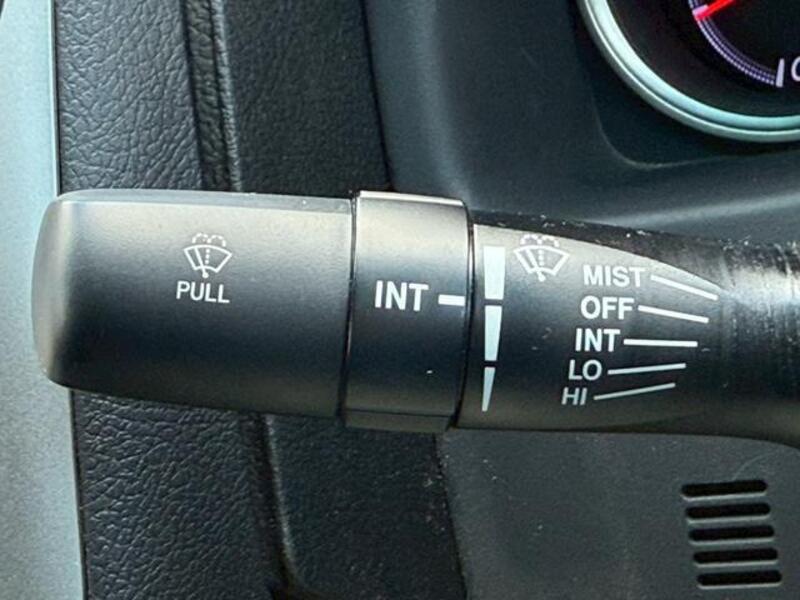 PULL
INT
MIST
OFF
INT
LO
HI